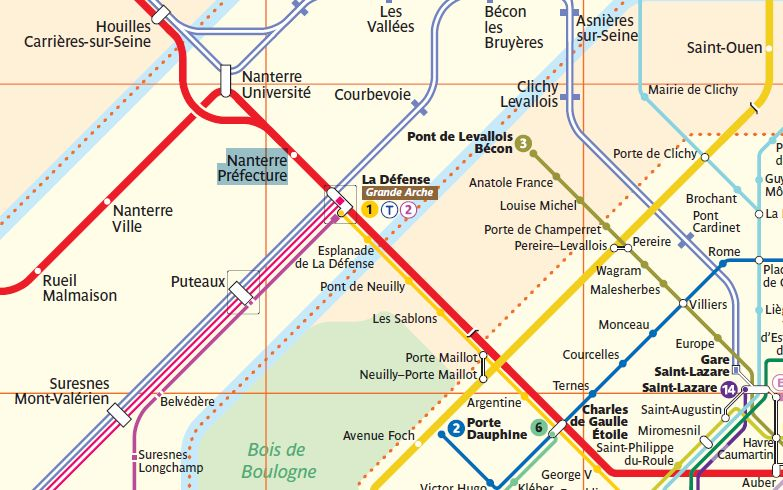 Houilles
Carrières-sur-Seine
Les
Vallées
Bécon
les
Bruyères
Asnières
sur-Seine
Saint-Ouen
Nanterre
Université
Courbevoie
Clichy
Levallois
Mairie de Clichy
Pont de Levallois
Bécon
3
Porte de Clichy
Nanterre
Préfecture
La Défense
Grande Arche
1 T 2
Anatole France
Louise Michel
Brochant
Pont
Cardinet
Nanterre
Ville
Porte de Champerret
Pereire–Levallois
Pereire
Rome
Esplanade
de La Défense
Wagram
Malesherbes
Rueil
Malmaison
Puteaux
Pont de Neuilly
Villiers
Les Sablons
Monceau
Europe
Porte Maillot
Neuilly–Porte Maillot
Courcelles
Gare
Saint-Lazare
Saint-Lazare
14
Ternes
Suresnes
Mont-Valérien
Belvédère
Argentine
Charles
de Gaulle
Étoile
Saint-Augustin
Avenue Foch
2
Porte
Dauphine
6
Miromesnil
Saint-Philippe
du-Roule
Havre
Caumartin
Suresnes
Longchamp
Bois de
Boulogne
George V
Victor Hugo
Kléber
Auber